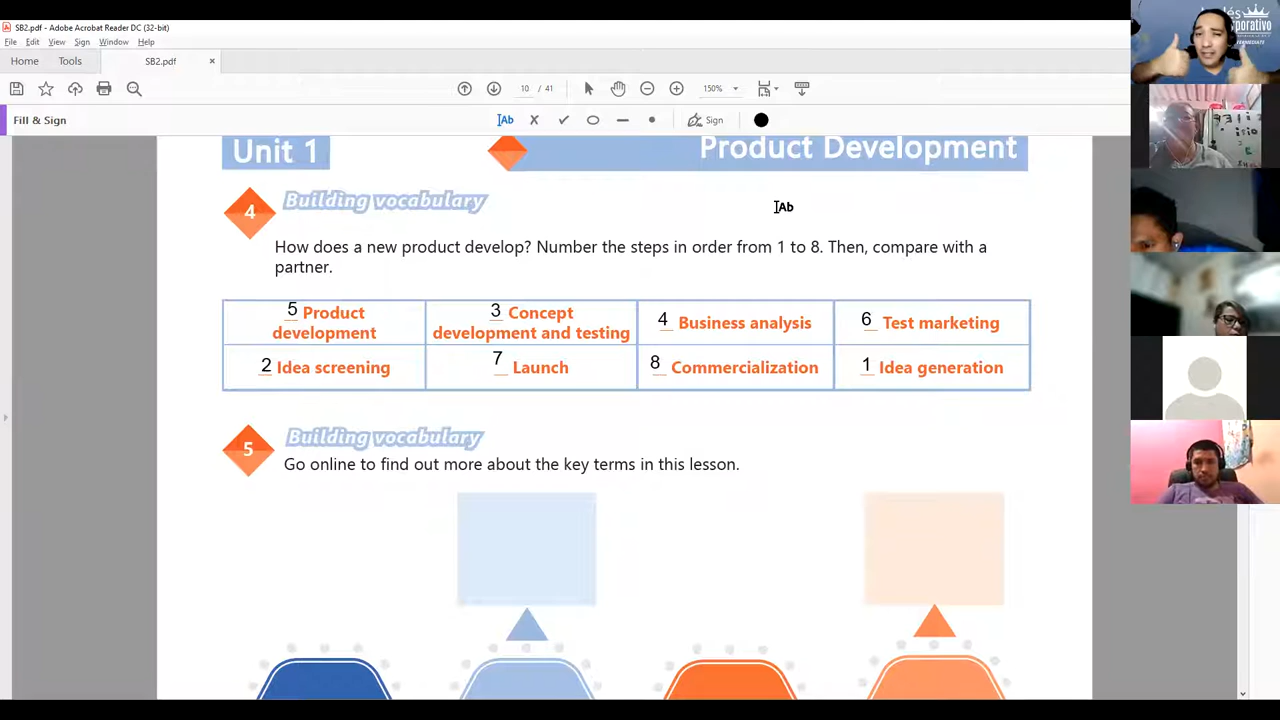 SB2.pdf - Adobe Acrobat Reader DC (32-bit)
File Edit View Sign Window Help
Home Tools SB2.pdf ×
10 / 41 150%
Fill & Sign Ab Sign
Unit 1 Product Development
4 Building vocabulary
Ab
How does a new product develop? Number the steps in order from 1 to 8. Then, compare with a
partner.
5 Product development
3 Concept development and testing
4 Business analysis
6 Test marketing
2 Idea screening
7 Launch
8 Commercialization
1 Idea generation
5 Building vocabulary
Go online to find out more about the key terms in this lesson.